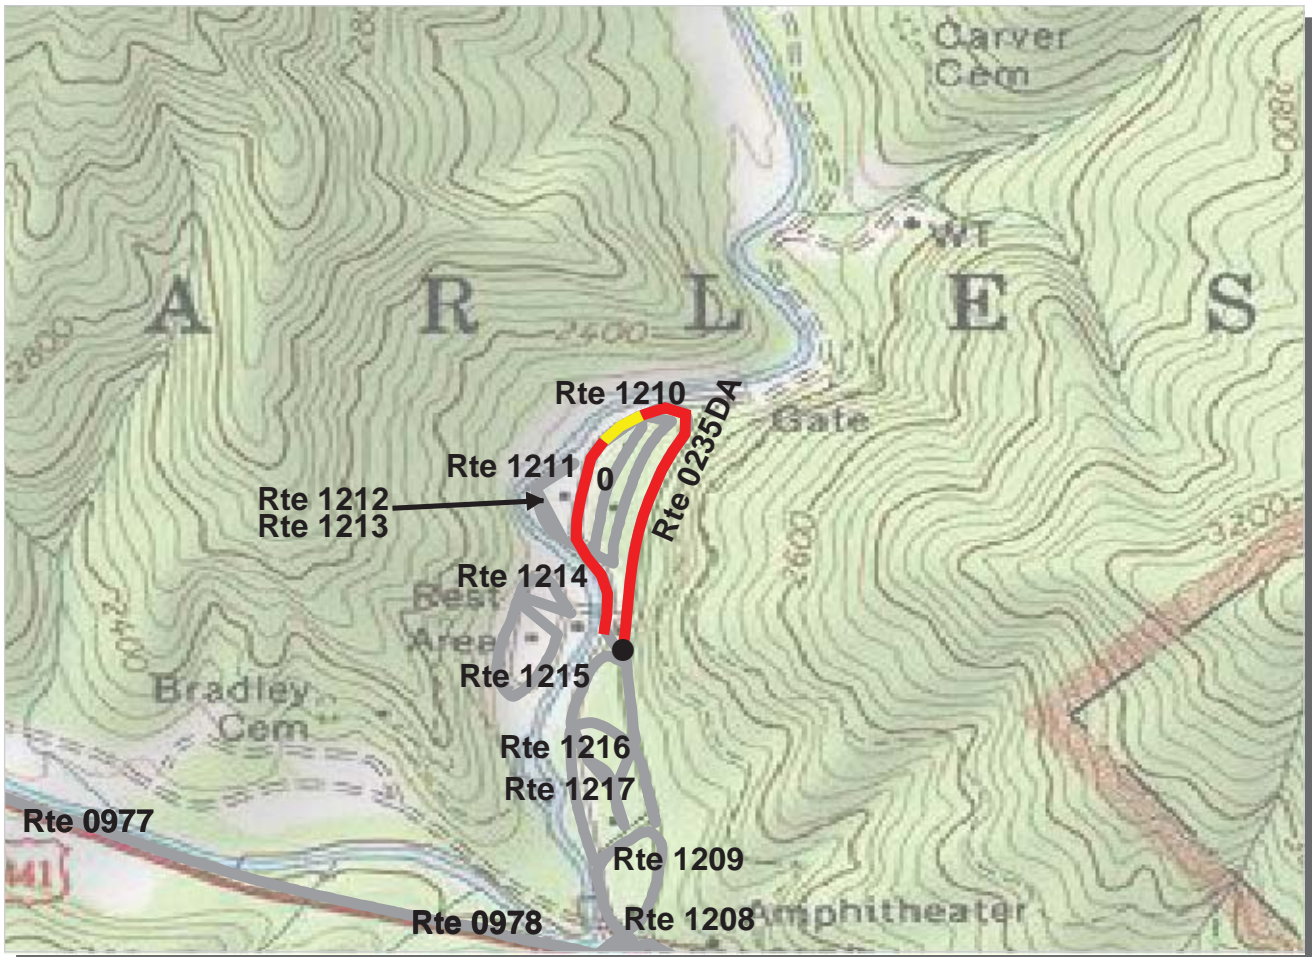 Carver
Cem
2800
WT
A R L E S
2800
2400
Rte 1210
Rte 0235DA
Gate
Rte 1211
0
Rte 1212
Rte 1213
3200
2600
Rte 1214
Rest
Area
2400
Rte 1215
Bradley
Cem
Rte 1216
Rte 1217
Rte 0977
441
Rte 1209
Rte 0978
Rte 1208
Amphitheater